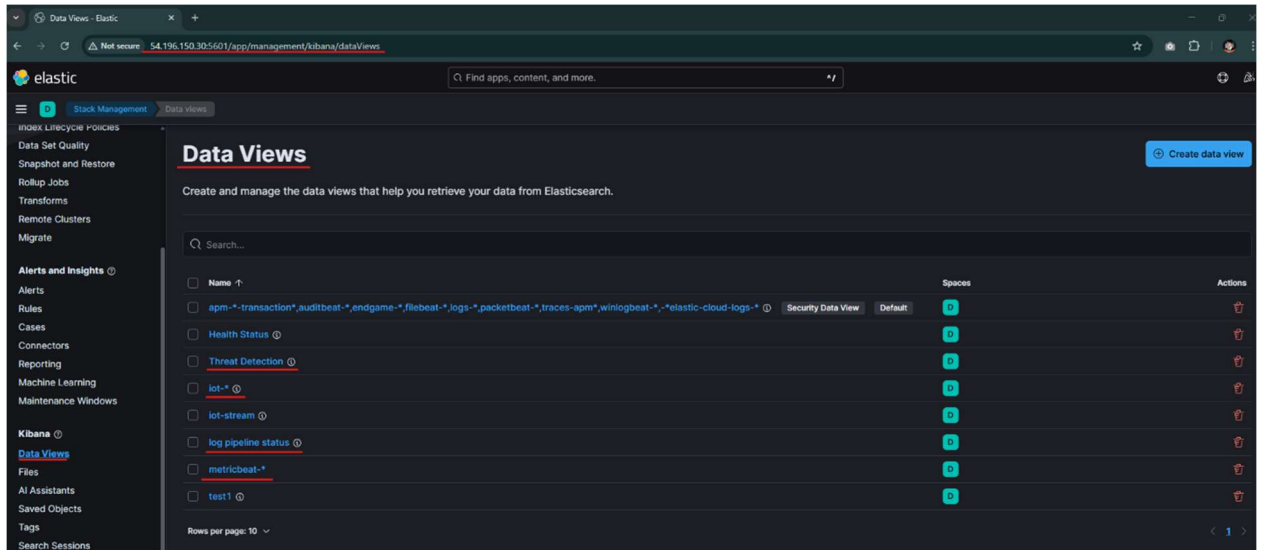 Data Views - Elastic
Not secure 54.196.150.30:5601/app/management/kibana/dataViews
elastic
Find apps, content, and more.
^/
D Stack Management Data views
Index Lifecycle Policies
Data Set Quality
Snapshot and Restore
Rollup Jobs
Transforms
Remote Clusters
Migrate
Alerts and Insights
Alerts
Rules
Cases
Connectors
Reporting
Machine Learning
Maintenance Windows
Kibana
Data Views
Files
AI Assistants
Saved Objects
Tags
Search Sessions
Data Views
Create data view
Create and manage the data views that help you retrieve your data from Elasticsearch.
Search...
Name Spaces Actions
apm-*-transaction*,auditbeat-*,endgame-*,filebeat-*,logs-*,packetbeat-*,traces-apm*,winlogbeat-*,-*elastic-cloud-logs-* Security Data View Default D
Health Status D
Threat Detection D
iot-* D
iot-stream D
log pipeline status D
metricbeat-* D
test1 D
Rows per page: 10
1